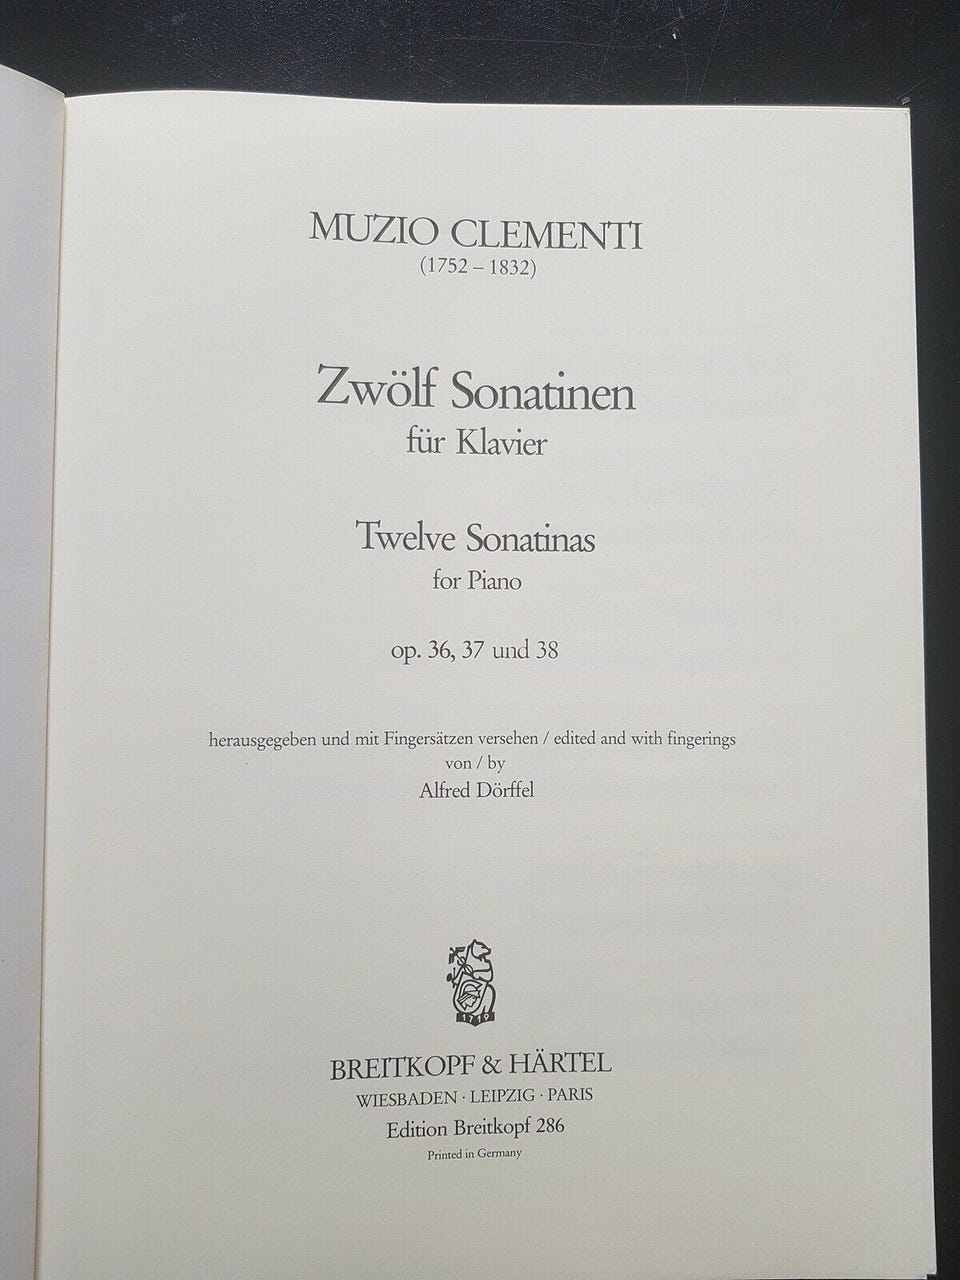 MUZIO CLEMENTI
(1752 – 1832)
Zwölf Sonatinen
für Klavier
Twelve Sonatinas
for Piano
op. 36, 37 und 38
herausgegeben und mit Fingersätzen versehen / edited and with fingerings
von / by
Alfred Dörffel
1719
BREITKOPF & HÄRTEL
WIESBADEN · LEIPZIG · PARIS
Edition Breitkopf 286
Printed in Germany